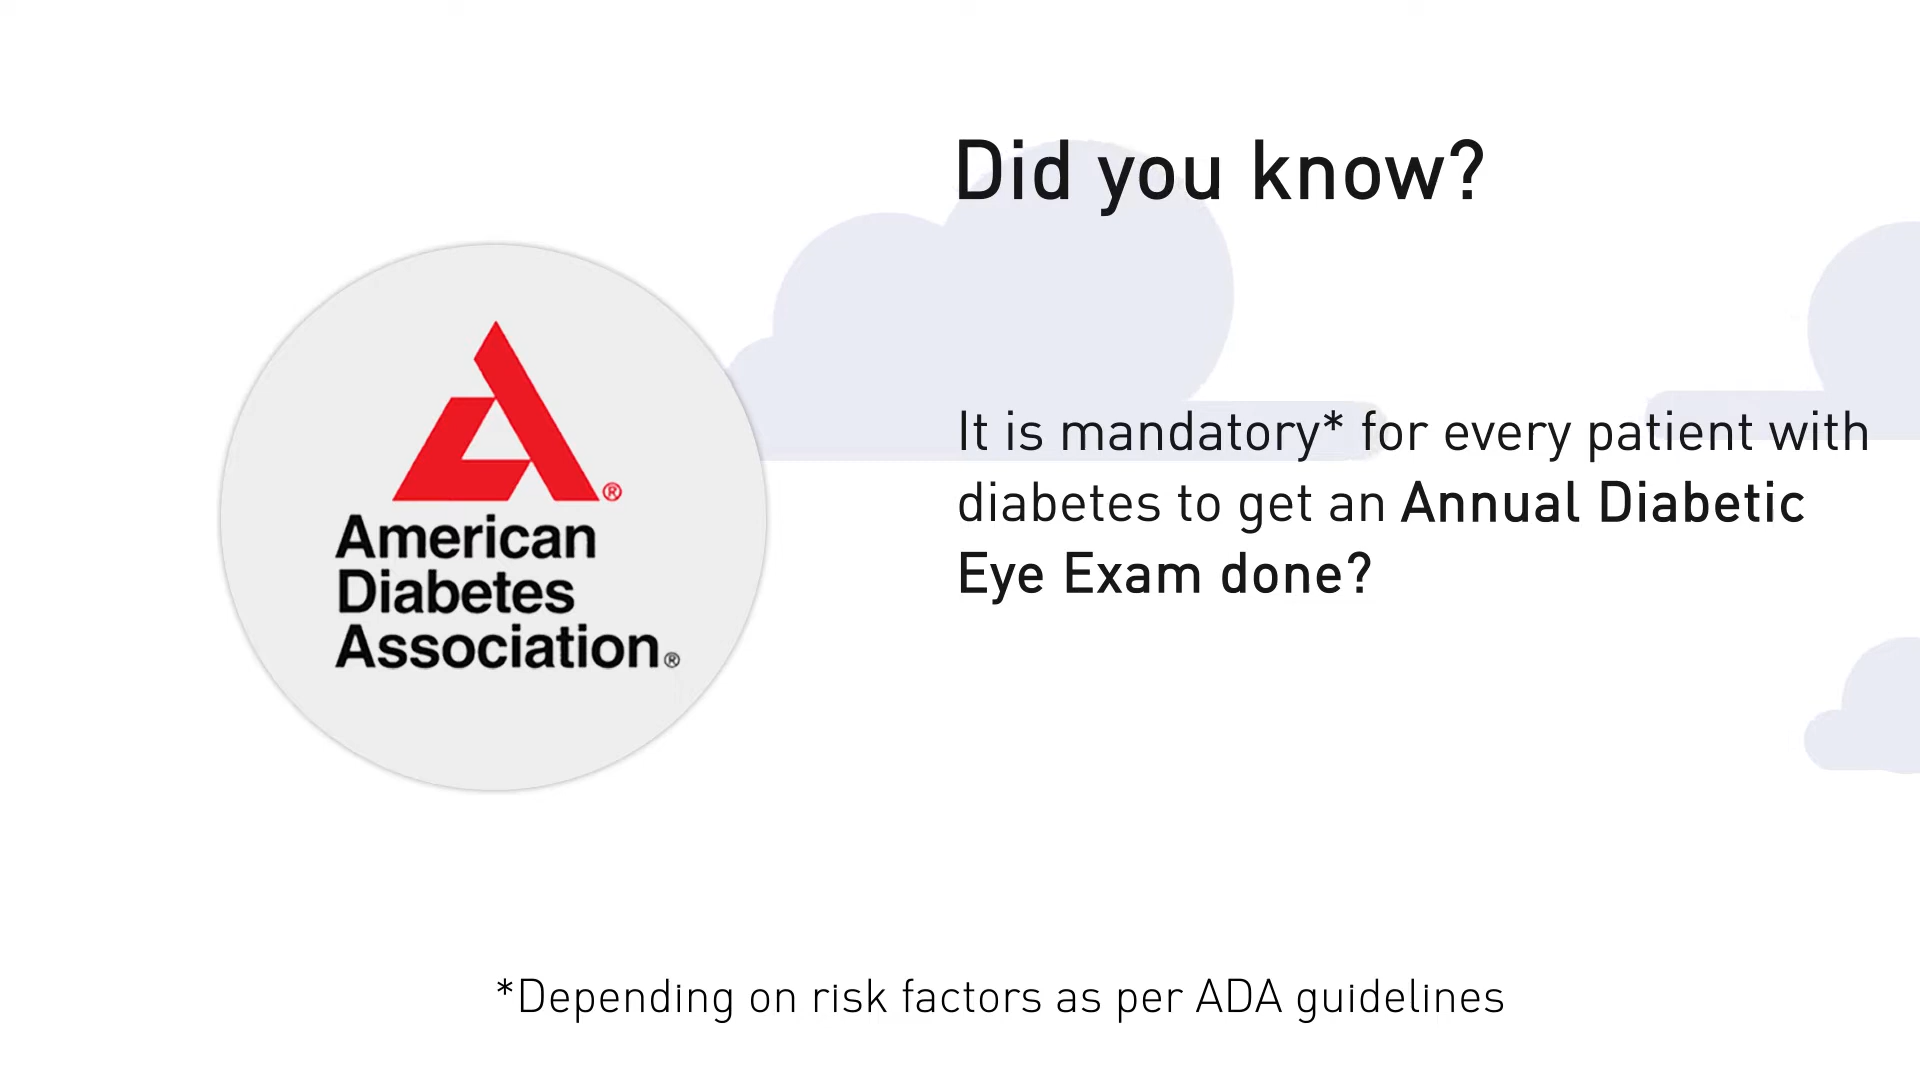 Did you know?
American
Diabetes
Association®
It is mandatory* for every patient with
diabetes to get an Annual Diabetic
Eye Exam done?
*Depending on risk factors as per ADA guidelines